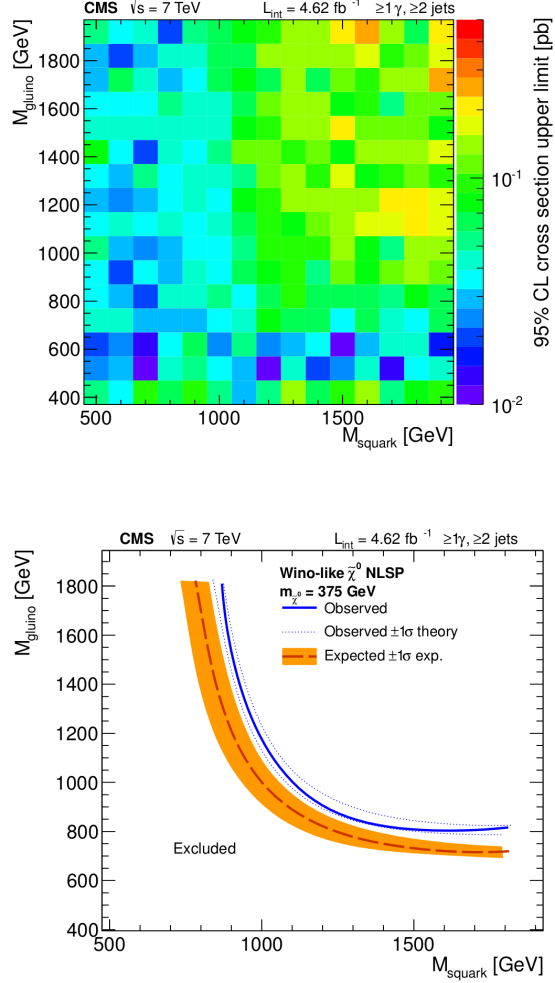 CMS √s = 7 TeV L_int = 4.62 fb⁻¹ ≥1γ, ≥2 jets
M_gluino [GeV]
1800
1600
1400
1200
1000
800
600
400
500 1000 1500
M_squark [GeV]
95% CL cross section upper limit [pb]
10⁻¹
10⁻²
CMS √s = 7 TeV L_int = 4.62 fb⁻¹ ≥1γ, ≥2 jets
M_gluino [GeV]
1800
1600
1400
1200
1000
800
600
400
Wino-like χ̃⁰ NLSP
m_χ̃⁰ = 375 GeV
Observed
Observed ±1σ theory
Expected ±1σ exp.
Excluded
500 1000 1500
M_squark [GeV]